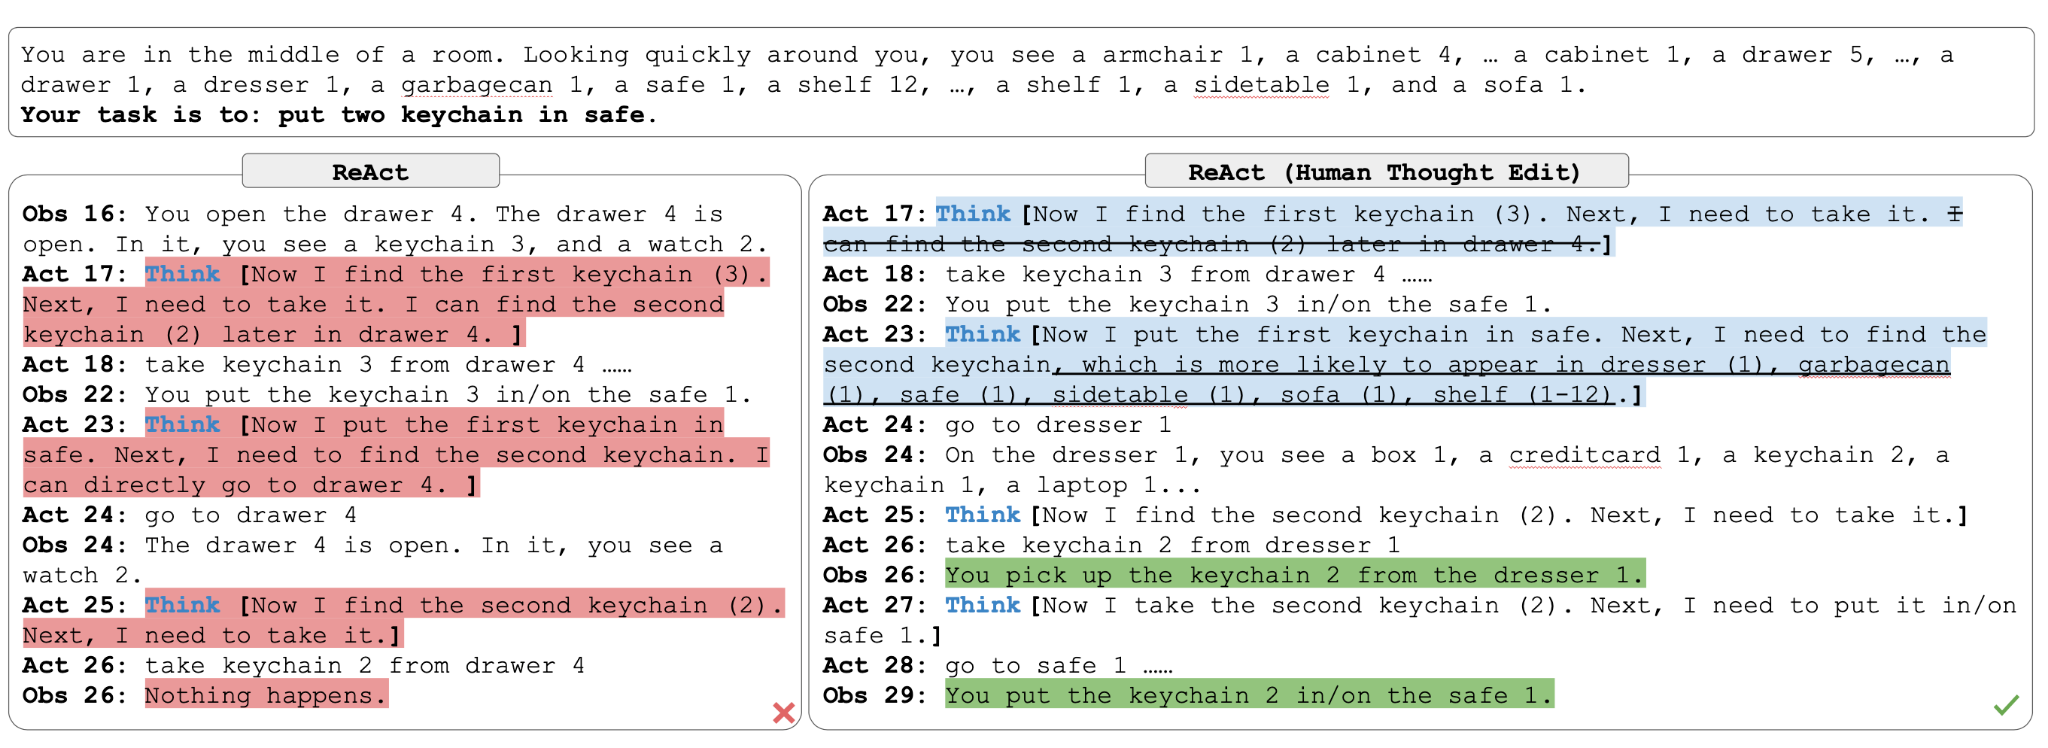 You are in the middle of a room. Looking quickly around you, you see a armchair 1, a cabinet 4, … a cabinet 1, a drawer 5, …, a
drawer 1, a dresser 1, a garbagecan 1, a safe 1, a shelf 12, …, a shelf 1, a sidetable 1, and a sofa 1.
Your task is to: put two keychain in safe.
ReAct
Obs 16: You open the drawer 4. The drawer 4 is
open. In it, you see a keychain 3, and a watch 2.
Act 17: Think [Now I find the first keychain (3).
Next, I need to take it. I can find the second
keychain (2) later in drawer 4. ]
Act 18: take keychain 3 from drawer 4 ……
Obs 22: You put the keychain 3 in/on the safe 1.
Act 23: Think [Now I put the first keychain in
safe. Next, I need to find the second keychain. I
can directly go to drawer 4. ]
Act 24: go to drawer 4
Obs 24: The drawer 4 is open. In it, you see a
watch 2.
Act 25: Think [Now I find the second keychain (2).
Next, I need to take it.]
Act 26: take keychain 2 from drawer 4
Obs 26: Nothing happens.
ReAct (Human Thought Edit)
Act 17: Think [Now I find the first keychain (3). Next, I need to take it. I
can find the second keychain (2) later in drawer 4.]
Act 18: take keychain 3 from drawer 4 ……
Obs 22: You put the keychain 3 in/on the safe 1.
Act 23: Think [Now I put the first keychain in safe. Next, I need to find the
second keychain, which is more likely to appear in dresser (1), garbagecan
(1), safe (1), sidetable (1), sofa (1), shelf (1-12).]
Act 24: go to dresser 1
Obs 24: On the dresser 1, you see a box 1, a creditcard 1, a keychain 2, a
keychain 1, a laptop 1...
Act 25: Think [Now I find the second keychain (2). Next, I need to take it.]
Act 26: take keychain 2 from dresser 1
Obs 26: You pick up the keychain 2 from the dresser 1.
Act 27: Think [Now I take the second keychain (2). Next, I need to put it in/on
safe 1.]
Act 28: go to safe 1 ……
Obs 29: You put the keychain 2 in/on the safe 1.